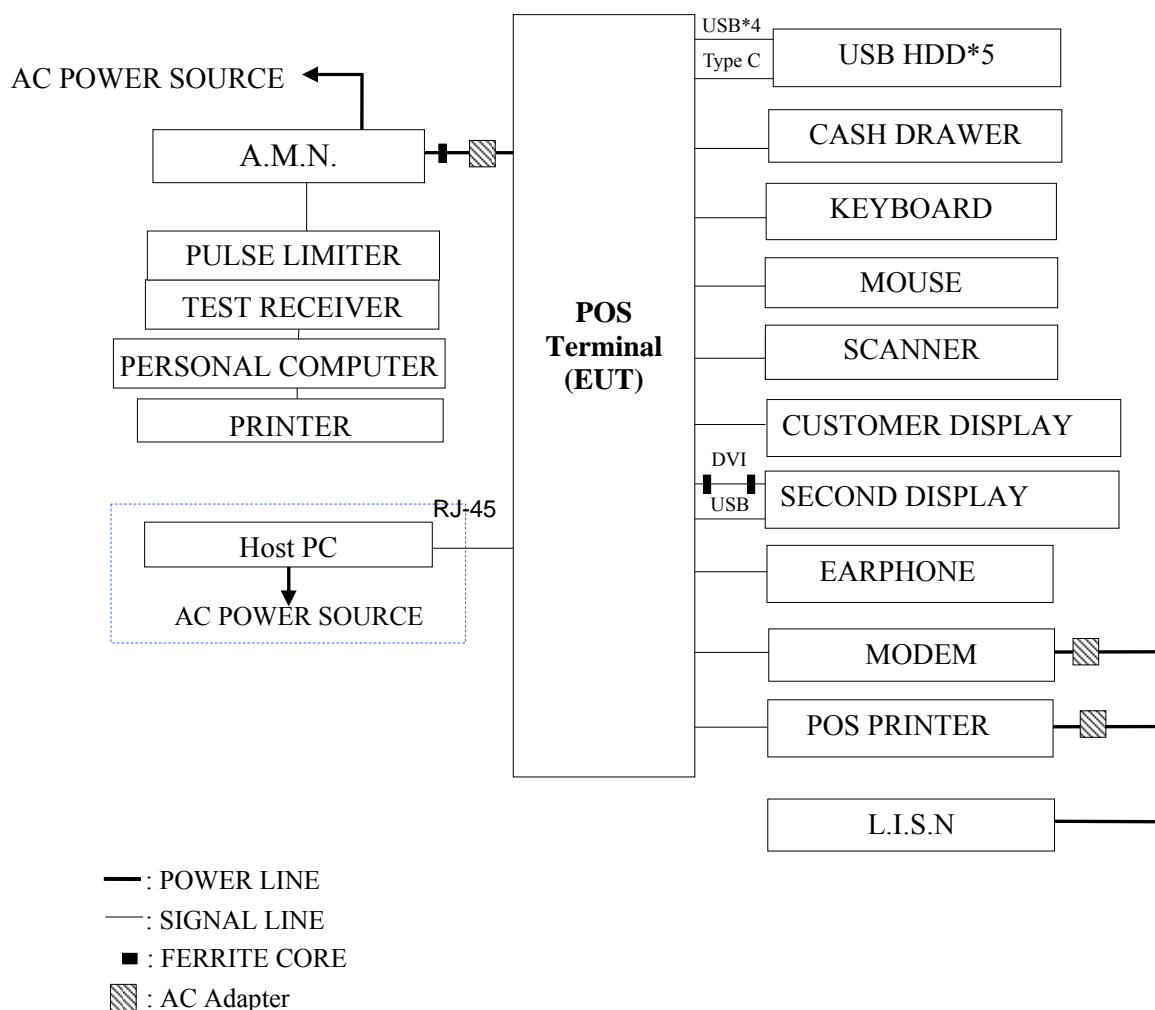 AC POWER SOURCE
A.M.N.
PULSE LIMITER
TEST RECEIVER
PERSONAL COMPUTER
PRINTER
RJ-45
Host PC
AC POWER SOURCE
POS
Terminal
(EUT)
USB*4
Type C
USB HDD*5
CASH DRAWER
KEYBOARD
MOUSE
SCANNER
CUSTOMER DISPLAY
DVI
USB
SECOND DISPLAY
EARPHONE
MODEM
POS PRINTER
L.I.S.N
: POWER LINE
: SIGNAL LINE
: FERRITE CORE
: AC Adapter